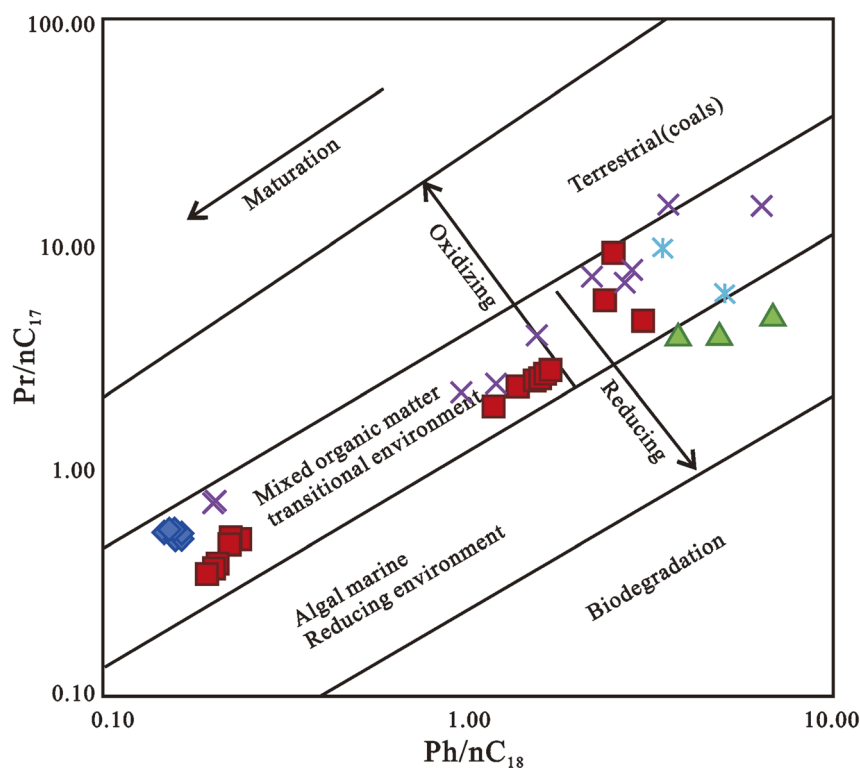 100.00
10.00
1.00
0.10
Pr/nC17
Maturation
Terrestrial(coals)
Oxidizing
Reducing
Mixed organic matter
transitional environment
Algal marine
Reducing environment
Biodegradation
0.10
1.00
10.00
Ph/nC18